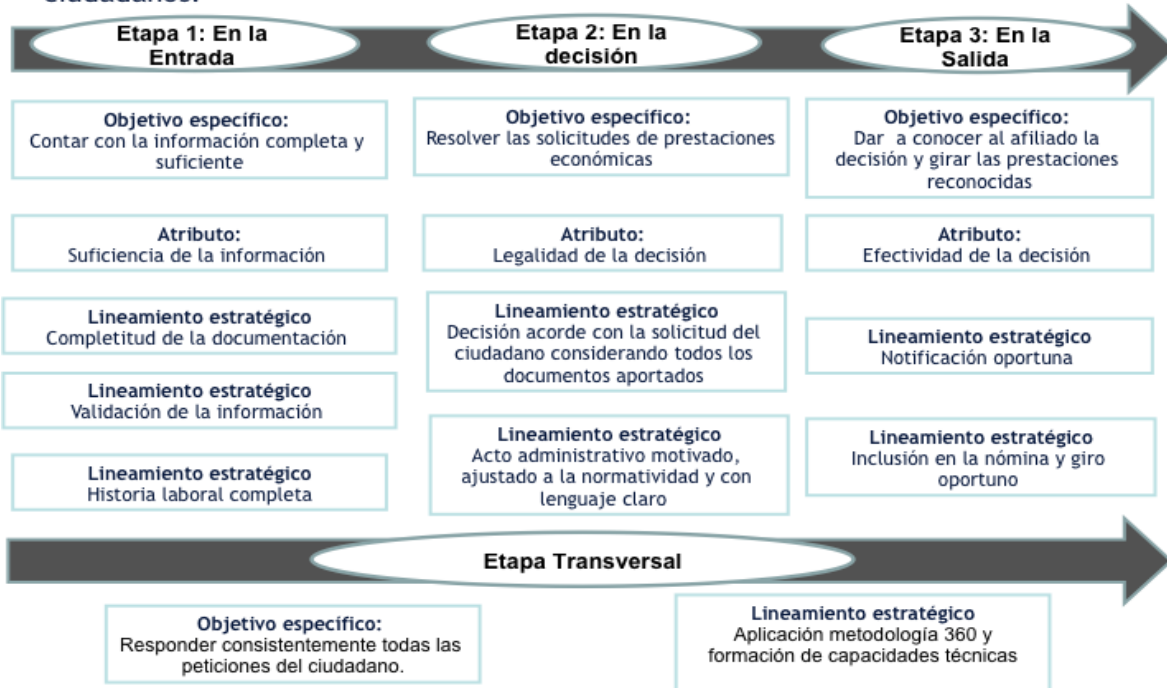 ciudadanos.
Etapa 1: En la
Entrada
Etapa 2: En la
decisión
Etapa 3: En la
Salida
Objetivo específico:
Contar con la información completa y
suficiente
Objetivo específico:
Resolver las solicitudes de prestaciones
económicas
Objetivo específico:
Dar a conocer al afiliado la
decisión y girar las prestaciones
reconocidas
Atributo:
Suficiencia de la información
Atributo:
Legalidad de la decisión
Atributo:
Efectividad de la decisión
Lineamiento estratégico
Completitud de la documentación
Lineamiento estratégico
Validación de la información
Lineamiento estratégico
Historia laboral completa
Lineamiento estratégico
Decisión acorde con la solicitud del
ciudadano considerando todos los
documentos aportados
Lineamiento estratégico
Acto administrativo motivado,
ajustado a la normatividad y con
lenguaje claro
Lineamiento estratégico
Notificación oportuna
Lineamiento estratégico
Inclusión en la nómina y giro
oportuno
Etapa Transversal
Objetivo específico:
Responder consistentemente todas las
peticiones del ciudadano.
Lineamiento estratégico
Aplicación metodología 360 y
formación de capacidades técnicas